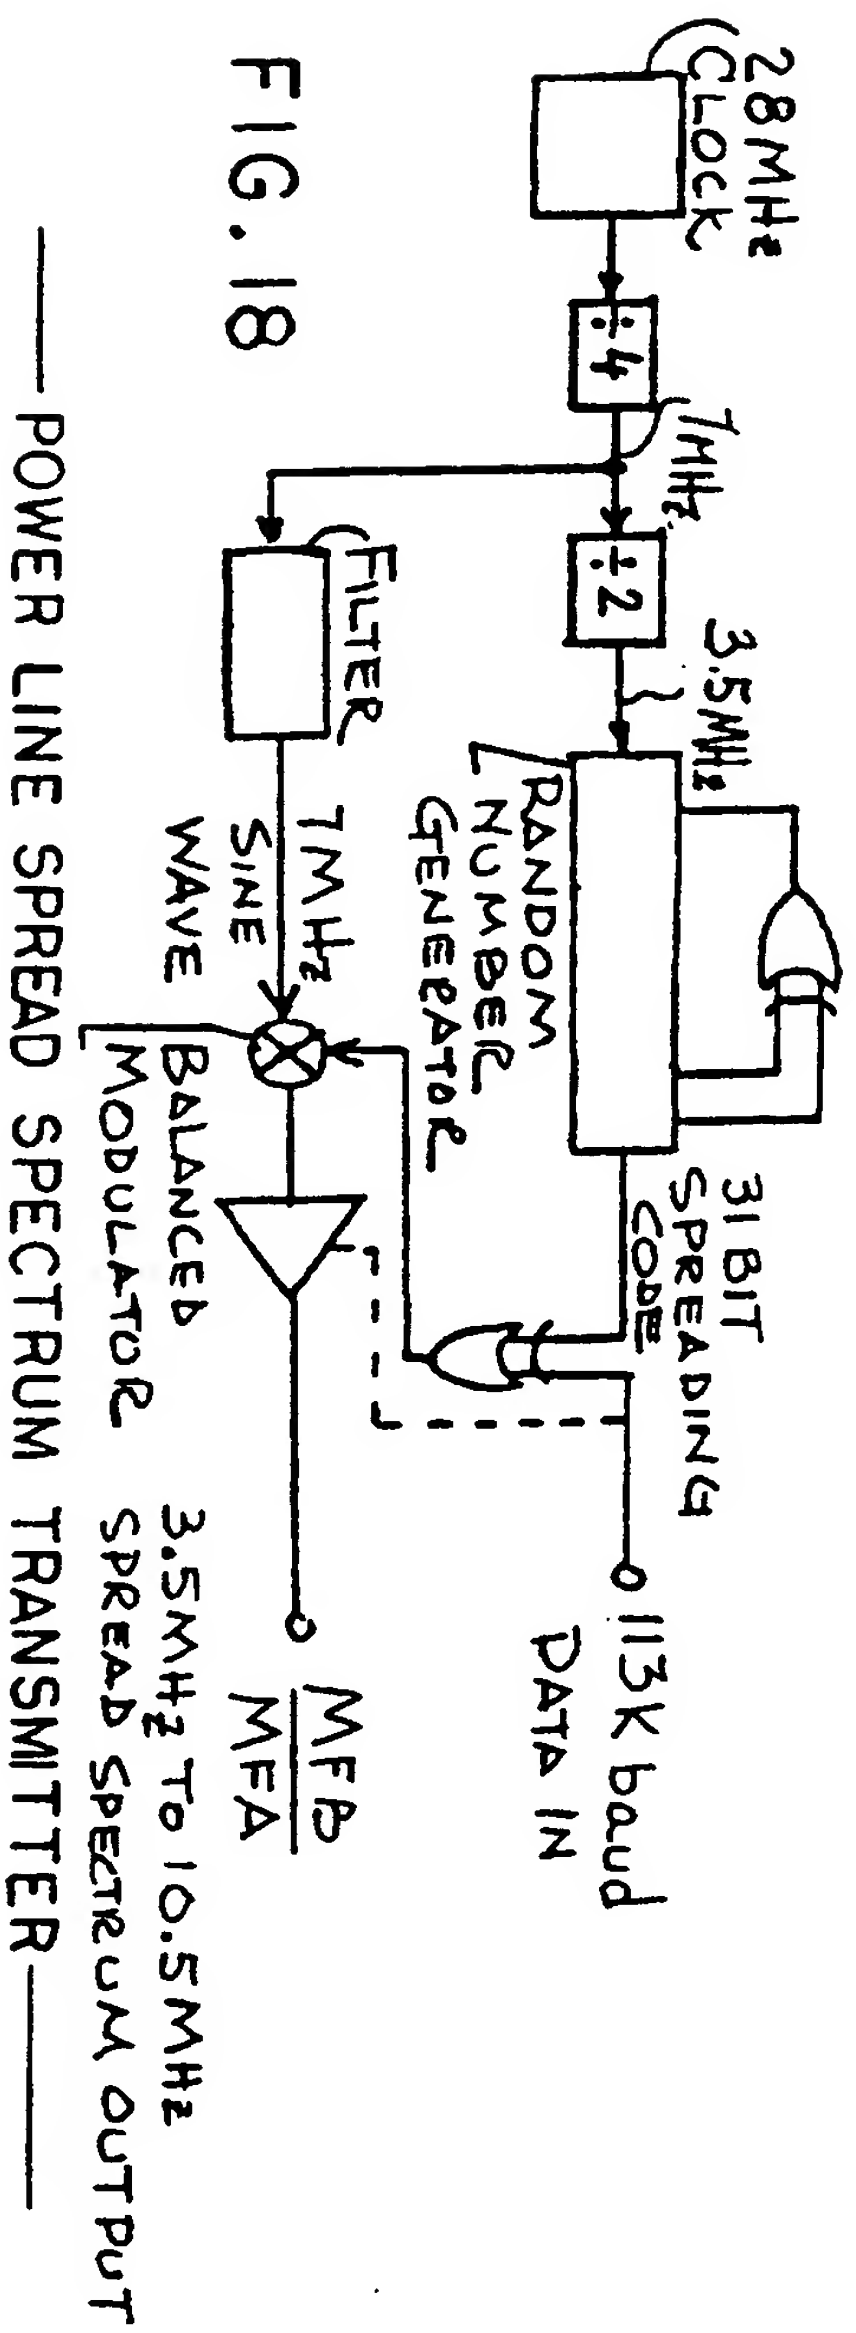 28MHz
CLOCK
÷4
7MHz
÷2
3.5MHz
RANDOM
NUMBER
GENERATOR
31 BIT
SPREADING
CODE
113K baud
DATA IN
FILTER
7MHz
SINE
WAVE
BALANCED
MODULATOR
MFB
MFA
3.5MHz TO 10.5MHz
SPREAD SPECTRUM OUTPUT
FIG. 18
POWER LINE SPREAD SPECTRUM TRANSMITTER